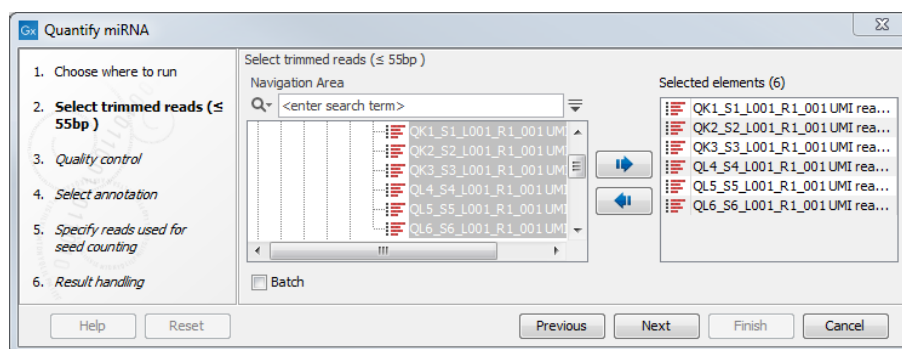 Gx Quantify miRNA
1. Choose where to run
2. Select trimmed reads (≤
55bp )
3. Quality control
4. Select annotation
5. Specify reads used for
seed counting
6. Result handling
Select trimmed reads (≤ 55bp )
Navigation Area
<enter search term>
QK1_S1_L001_R1_001 UMI
QK2_S2_L001_R1_001 UMI
QK3_S3_L001_R1_001 UMI
QL4_S4_L001_R1_001 UMI
QL5_S5_L001_R1_001 UMI
QL6_S6_L001_R1_001 UMI
Batch
Selected elements (6)
QK1_S1_L001_R1_001 UMI rea...
QK2_S2_L001_R1_001 UMI rea...
QK3_S3_L001_R1_001 UMI rea...
QL4_S4_L001_R1_001 UMI rea...
QL5_S5_L001_R1_001 UMI rea...
QL6_S6_L001_R1_001 UMI rea...
Help Reset Previous Next Finish Cancel